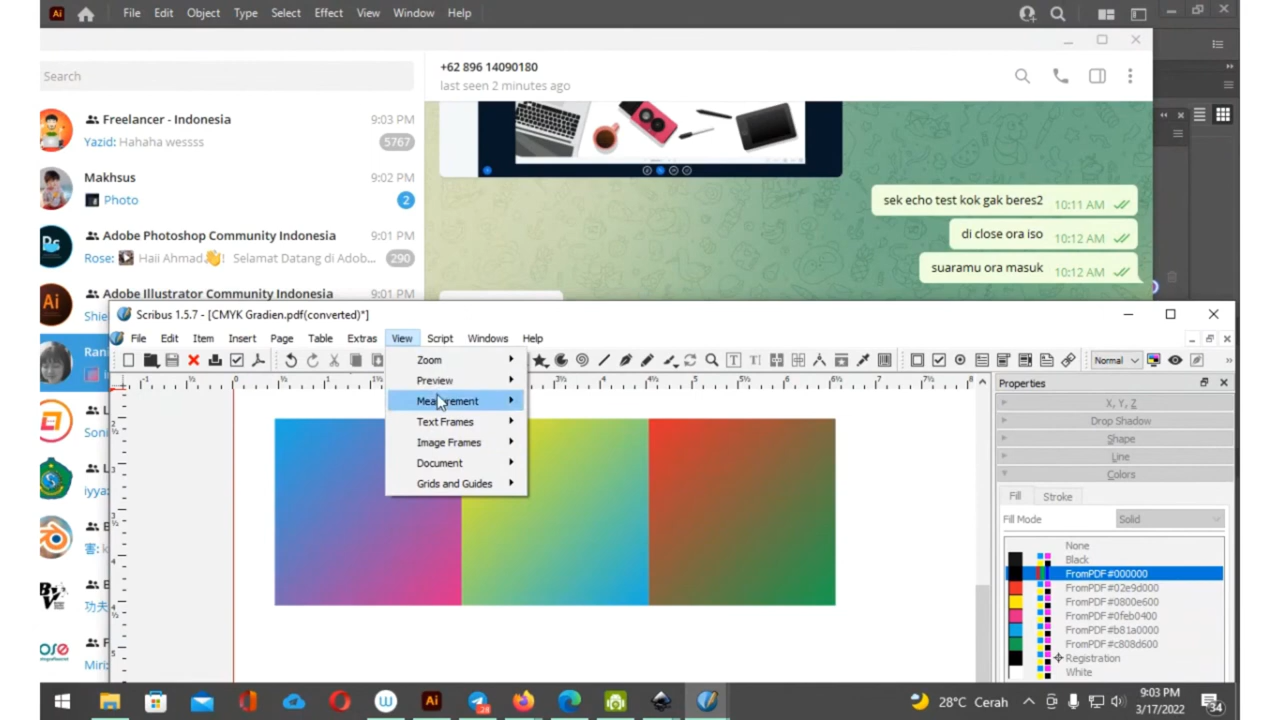 Ai File Edit Object Type Select Effect View Window Help
Search
Freelancer - Indonesia 9:03 PM
Yazid: Hahaha wessss 5767
Makhsus 9:02 PM
Photo 2
Adobe Photoshop Community Indonesia 9:01 PM
Rose: Haii Ahmad ! Selamat Datang di Adob... 290
Adobe Illustrator Community Indonesia 9:01 PM
+62 896 14090180
last seen 2 minutes ago
sek echo test kok gak beres2 10:11 AM
di close ora iso 10:12 AM
suaramu ora masuk 10:12 AM
Scribus 1.5.7 - [CMYK Gradien.pdf(converted)*]
File Edit Item Insert Page Table Extras View Script Windows Help
Normal
Zoom
Preview
Measurement
Text Frames
Image Frames
Document
Grids and Guides
Properties
X, Y, Z
Drop Shadow
Shape
Line
Colors
Fill Stroke
Fill Mode Solid
None
Black
FromPDF#000000
FromPDF#02e9d000
FromPDF#0800e600
FromPDF#0feb0400
FromPDF#b81a0000
FromPDF#c808d600
Registration
White
28°C Cerah
9:03 PM
3/17/2022
34